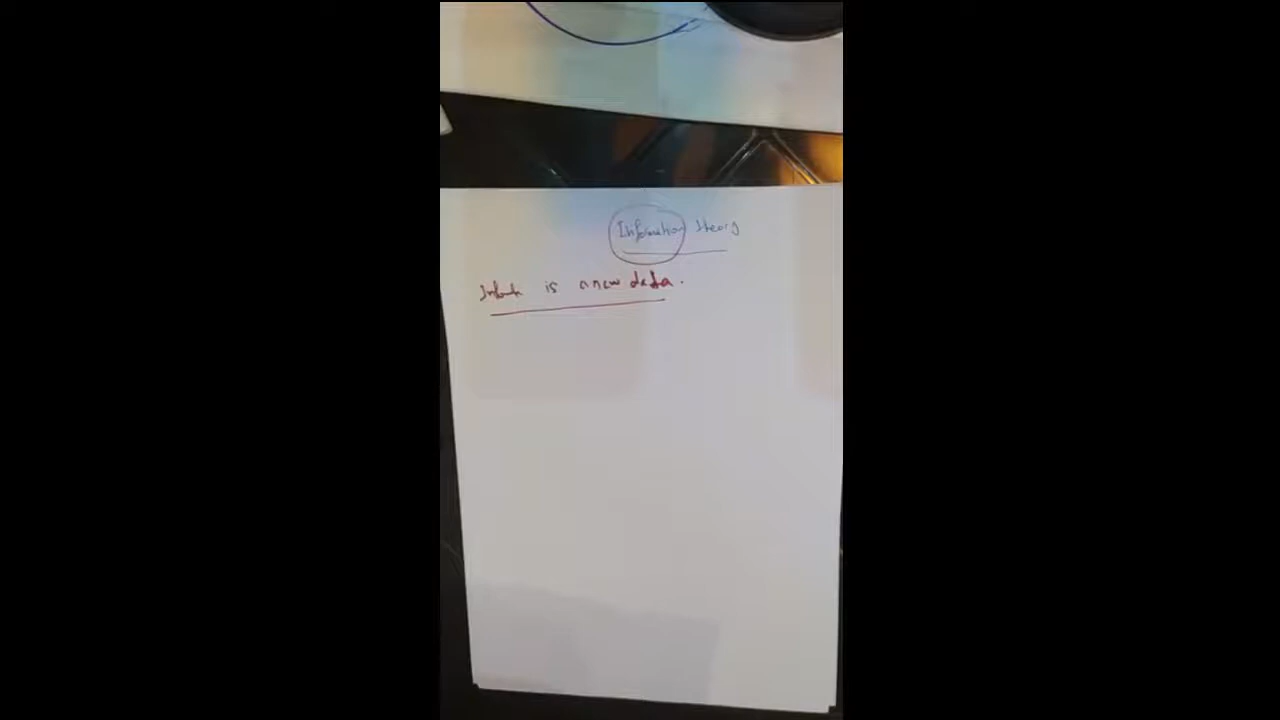 Information theory
is a new data.